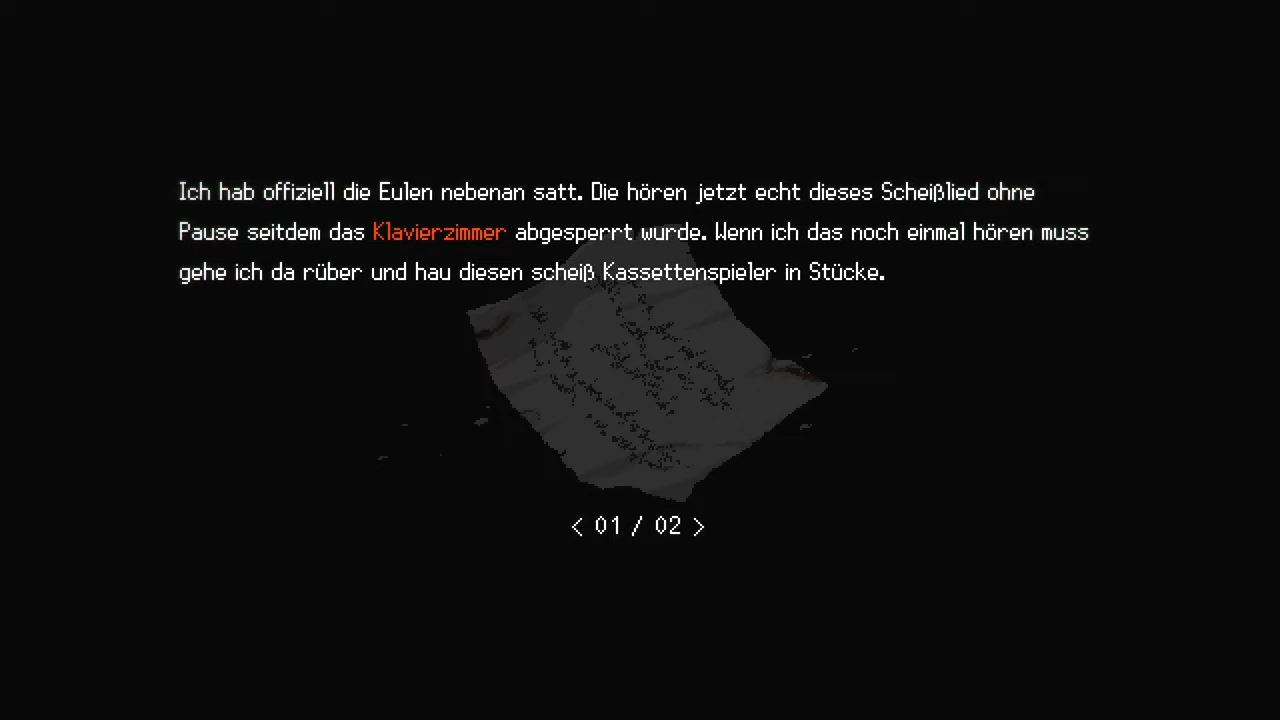 Ich hab offiziell die Eulen nebenan satt. Die hören jetzt echt dieses Scheißlied ohne
Pause seitdem das Klavierzimmer abgesperrt wurde. Wenn ich das noch einmal hören muss
gehe ich da rüber und hau diesen scheiß Kassettenspieler in Stücke.
< 01 / 02 >